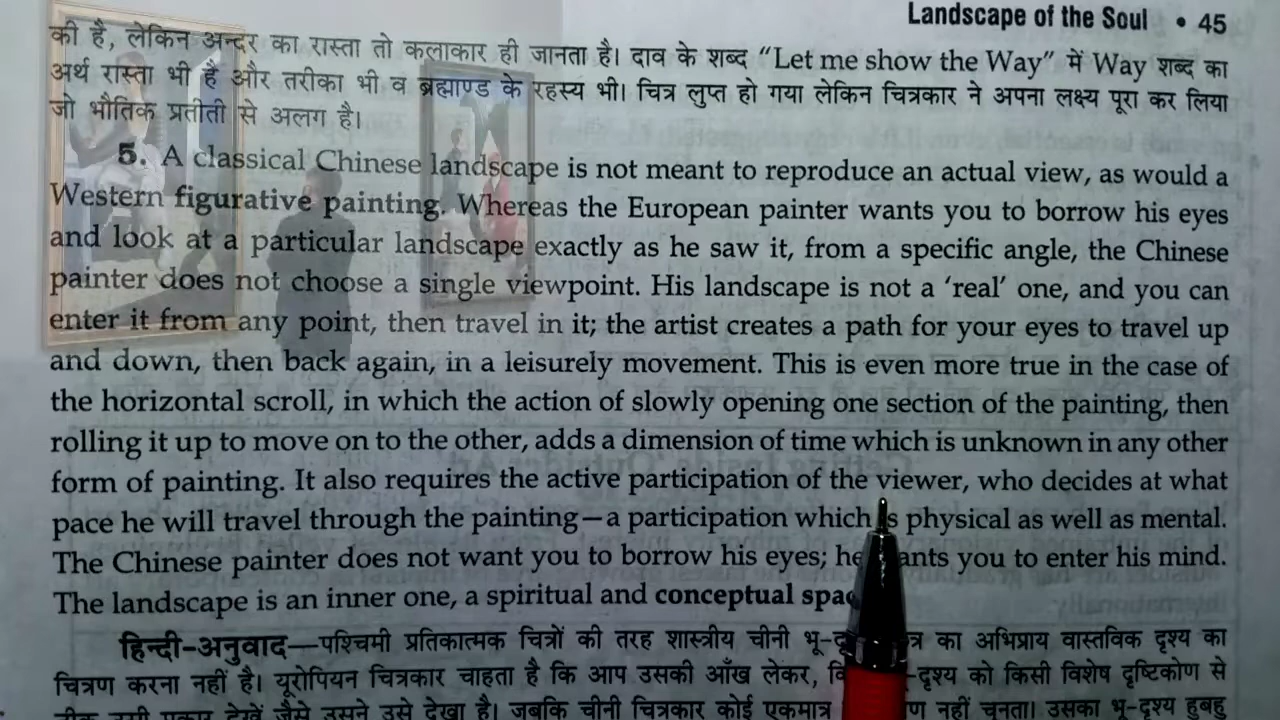 Landscape of the Soul • 45
की है, लेकिन अन्दर का रास्ता तो कलाकार ही जानता है। दाव के शब्द “Let me show the Way” में Way शब्द का
अर्थ रास्ता भी है और तरीका भी व ब्रह्माण्ड के रहस्य भी। चित्र लुप्त हो गया लेकिन चित्रकार ने अपना लक्ष्य पूरा कर लिया
जो भौतिक प्रतीती से अलग है।
5. A classical Chinese landscape is not meant to reproduce an actual view, as would a
Western figurative painting. Whereas the European painter wants you to borrow his eyes
and look at a particular landscape exactly as he saw it, from a specific angle, the Chinese
painter does not choose a single viewpoint. His landscape is not a ‘real’ one, and you can
enter it from any point, then travel in it; the artist creates a path for your eyes to travel up
and down, then back again, in a leisurely movement. This is even more true in the case of
the horizontal scroll, in which the action of slowly opening one section of the painting, then
rolling it up to move on to the other, adds a dimension of time which is unknown in any other
form of painting. It also requires the active participation of the viewer, who decides at what
pace he will travel through the painting—a participation which is physical as well as mental.
The Chinese painter does not want you to borrow his eyes; he wants you to enter his mind.
The landscape is an inner one, a spiritual and conceptual
हिन्दी-अनुवाद—पश्चिमी प्रतिकात्मक चित्रों की तरह शास्त्रीय चीनी का अभिप्राय वास्तविक दृश्य का
चित्रण करना नहीं है। यूरोपियन चित्रकार चाहता है कि आप उसकी आँख लेकर, -दृश्य को किसी विशेष दृष्टिकोण से
उसने उसे देखा है। जबकि चीनी चित्रकार कोई एकमात्र नहीं चुनता। उसका भू-दृश्य हूबहू